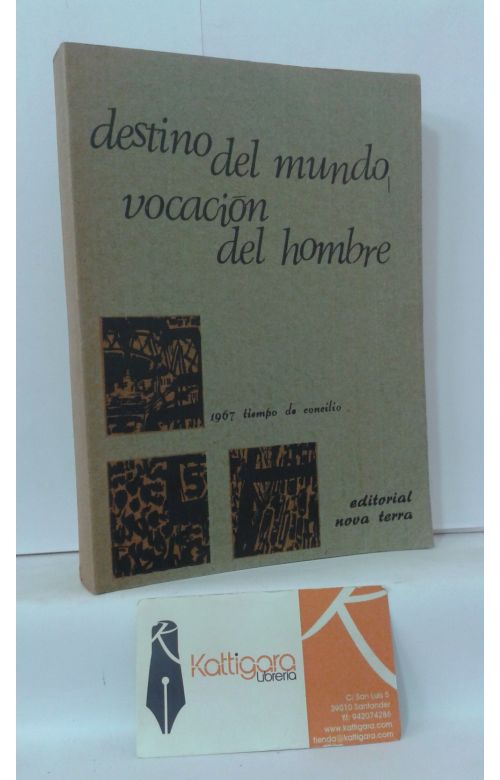 destino
del mundo,
vocación
del hombre
1967 tiempo de concilio
editorial
nova terra
Kattigara
Librería
C/ San Luis 5
39010 Santander
tlf: 942074286
www.kattigara.com
tienda@kattigara.com